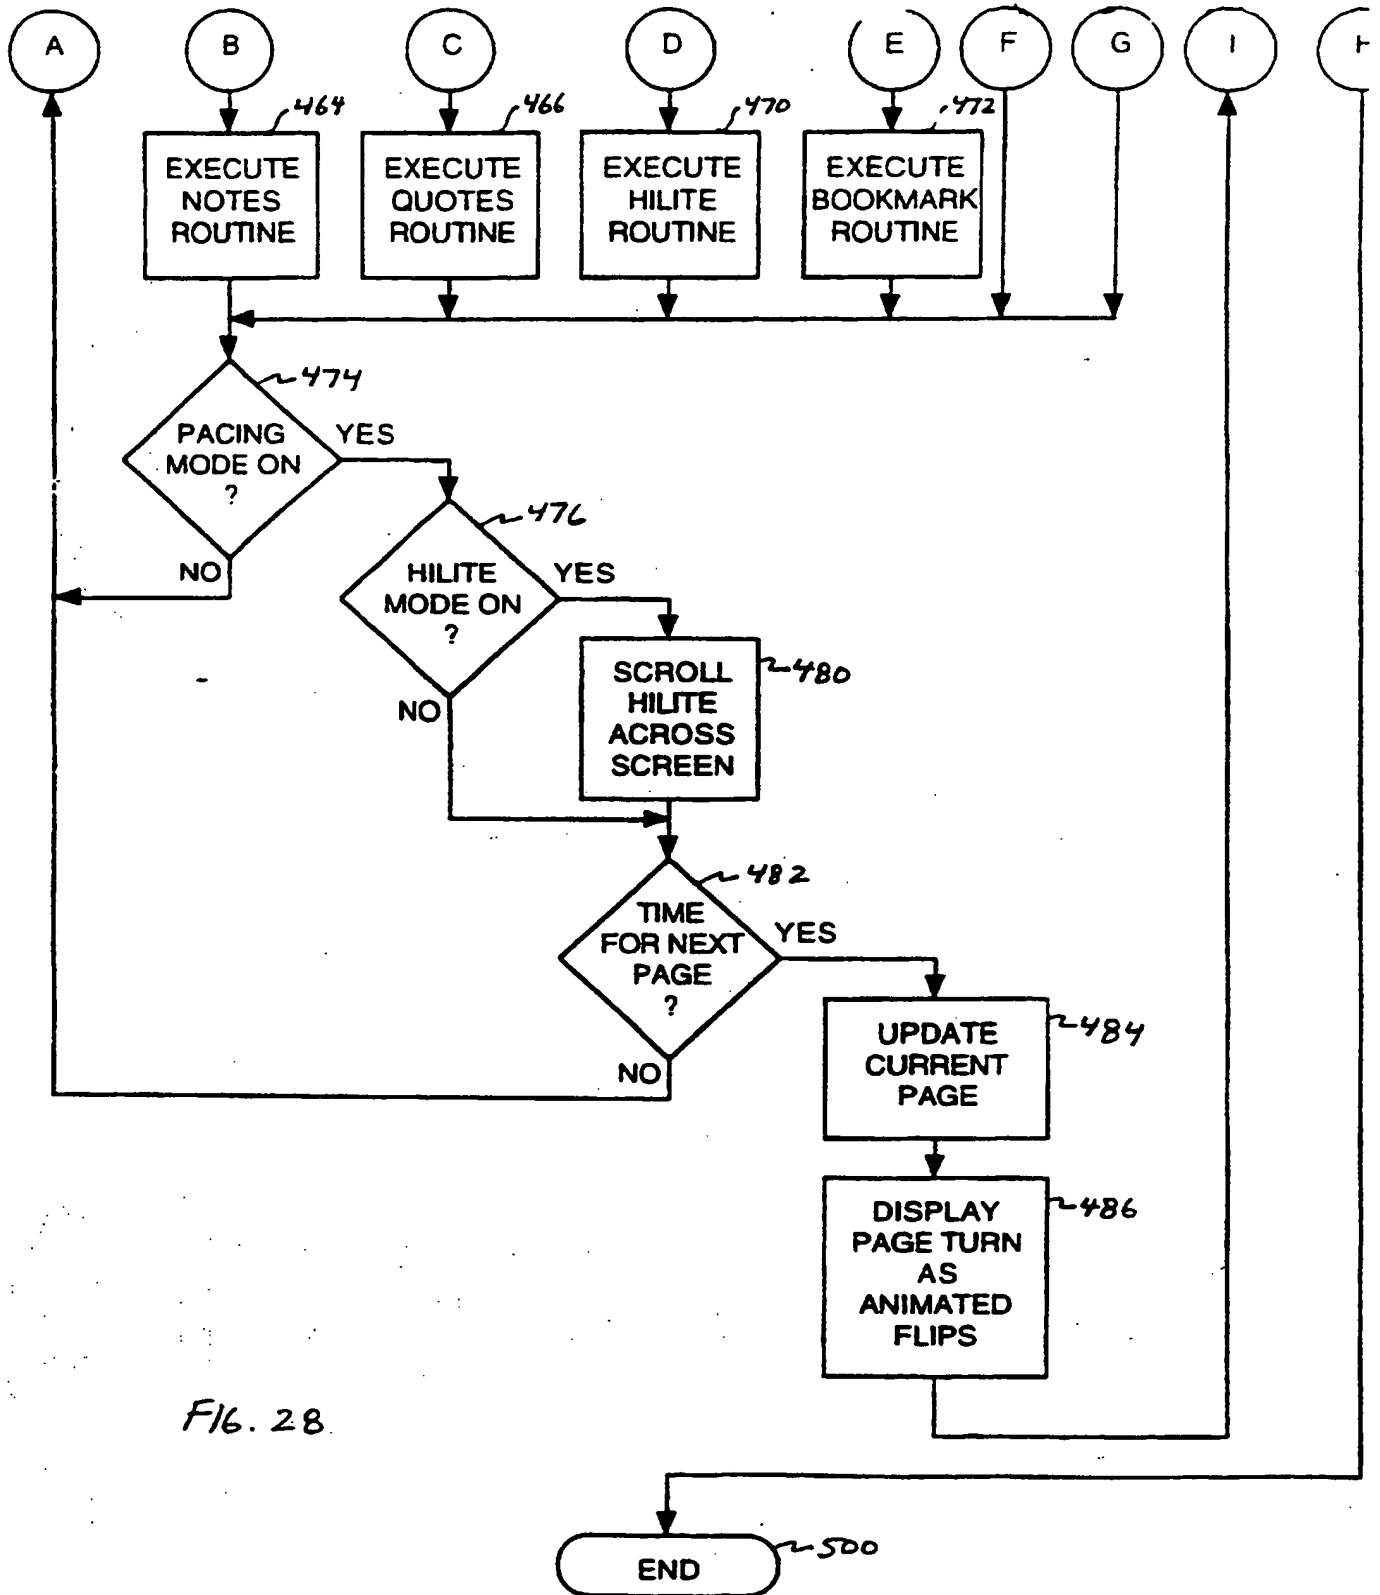 A B C D E F G I
464 466 470 472
EXECUTE
NOTES
ROUTINE
EXECUTE
QUOTES
ROUTINE
EXECUTE
HILITE
ROUTINE
EXECUTE
BOOKMARK
ROUTINE
474
PACING
MODE ON
?
YES
NO
476
HILITE
MODE ON
?
YES
NO
480
SCROLL
HILITE
ACROSS
SCREEN
482
TIME
FOR NEXT
PAGE
?
YES
NO
484
UPDATE
CURRENT
PAGE
486
DISPLAY
PAGE TURN
AS
ANIMATED
FLIPS
FIG. 28
500
END